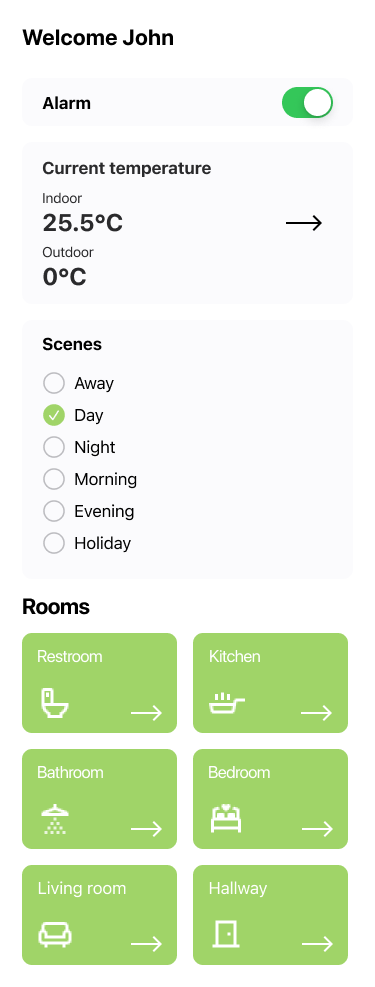 Welcome John
Alarm
Current temperature
Indoor
25.5°C
Outdoor
0°C
Scenes
Away
Day
Night
Morning
Evening
Holiday
Rooms
Restroom
Kitchen
Bathroom
Bedroom
Living room
Hallway